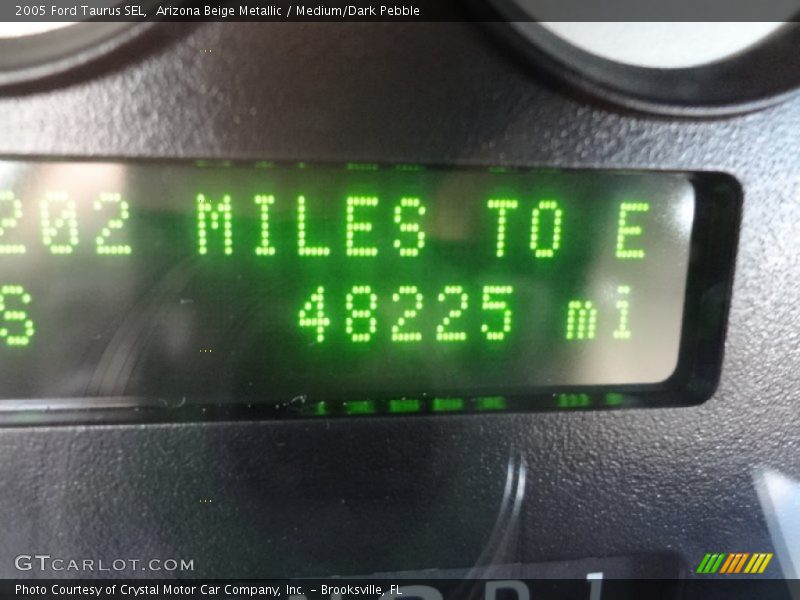 2005 Ford Taurus SEL,  Arizona Beige Metallic / Medium/Dark Pebble
202 MILES TO E
S 48225 mi
GTCARLOT.COM
Photo Courtesy of Crystal Motor Car Company, Inc. – Brooksville, FL